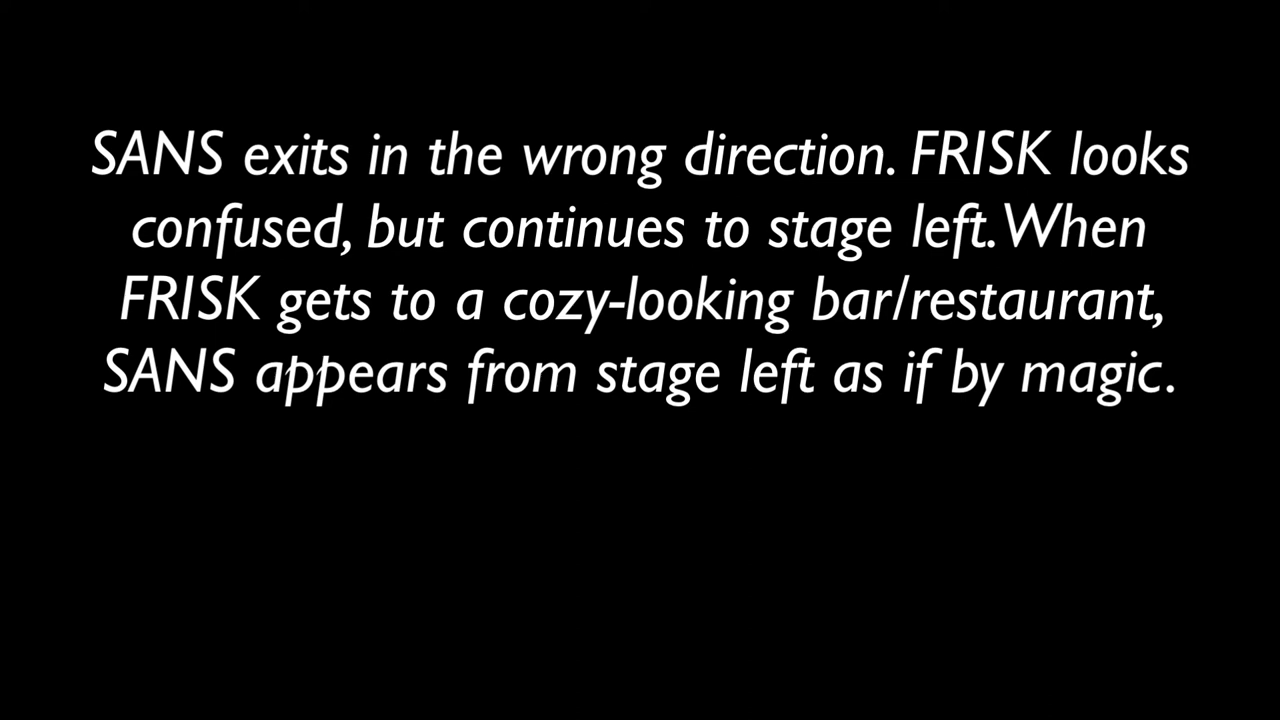 SANS exits in the wrong direction. FRISK looks
confused, but continues to stage left. When
FRISK gets to a cozy-looking bar/restaurant,
SANS appears from stage left as if by magic.